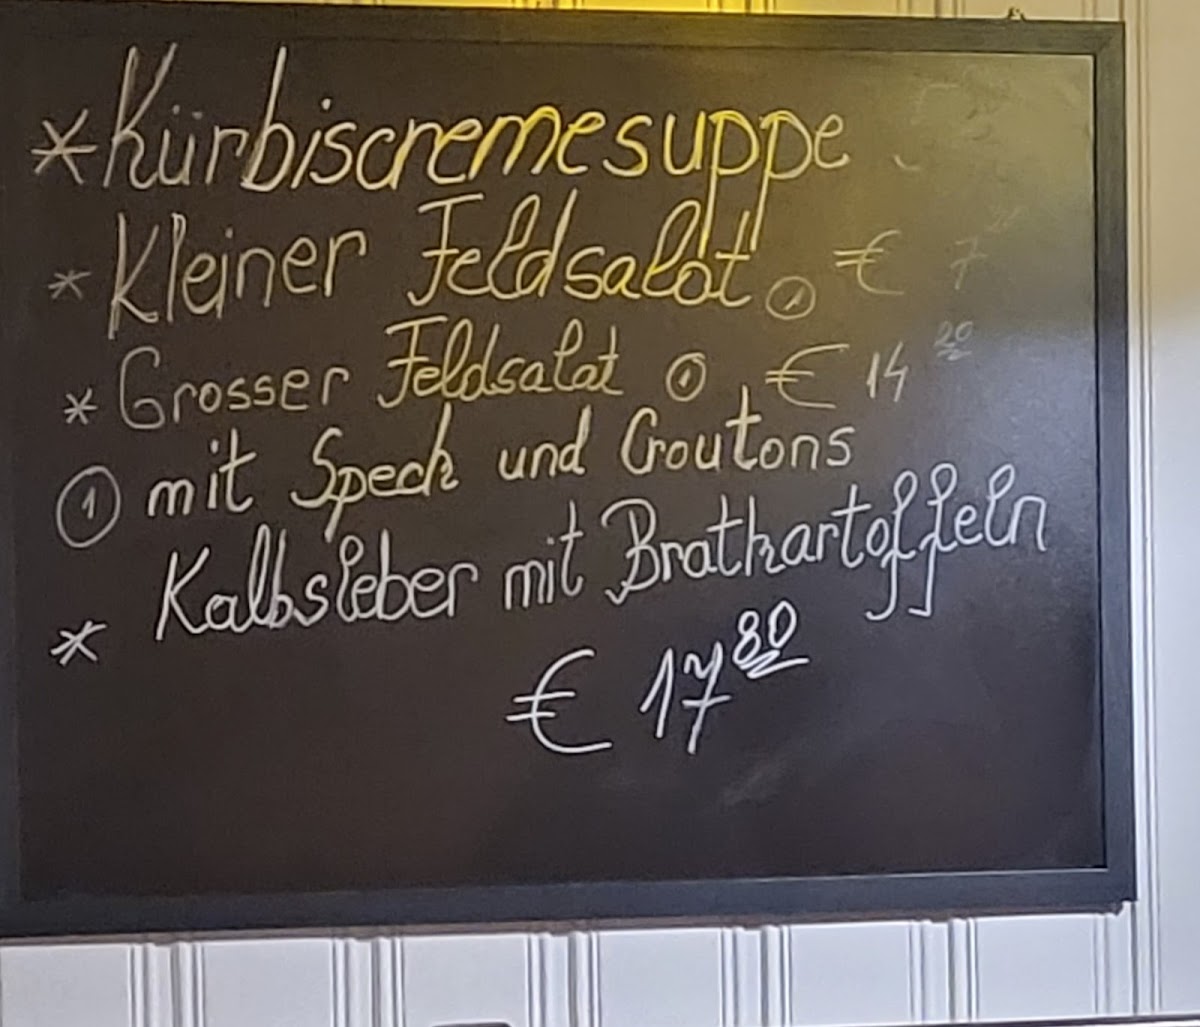 * Kürbiscremesuppe
* Kleiner Feldsalat ① € 7
* Grosser Feldsalat ① € 14 20
① mit Speck und Croutons
* Kalbsleber mit Bratkartoffeln
€ 17 80